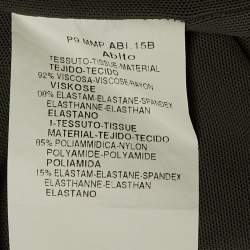 P9.MMP ABI.15B
Abito
TESSUTO-TISSUE-MATERIAL
TEJIDO-TECIDO
92% VISCOSA-VISCOSE-RAYON
VISKOSE
08% ELASTAM-ELASTANE-SPANDEX
ELASTHANNE-ELASTHAN
ELASTANO
1-TESSUTO-TISSUE
MATERIAL-TEJIDO-TECIDO
85% POLIAMMIDICA-NYLON
POLYAMIDE-POLYAMIDE
POLIAMIDA
15% ELASTAM-ELASTANE-SPANDEX
ELASTHANNE-ELASTHAN
ELASTANO